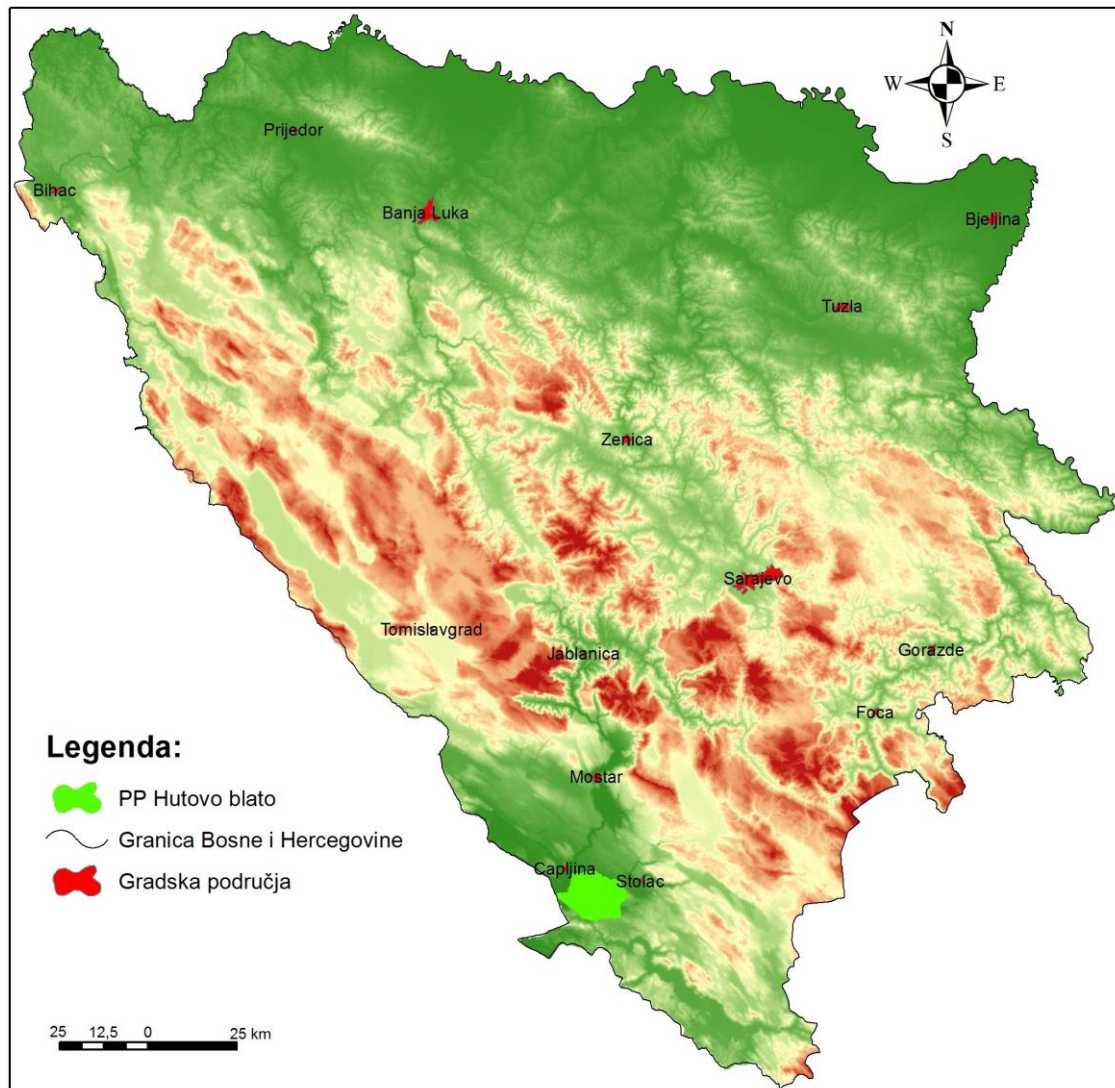 N
W E
S
Prijedor
Bihac
Banja Luka
Bjeljina
Tuzla
Zenica
Sarajevo
Tomislavgrad
Jablanica
Gorazde
Foca
Mostar
Capljina
Stolac
Legenda:
PP Hutovo blato
Granica Bosne i Hercegovine
Gradska područja
25 12,5 0 25 km